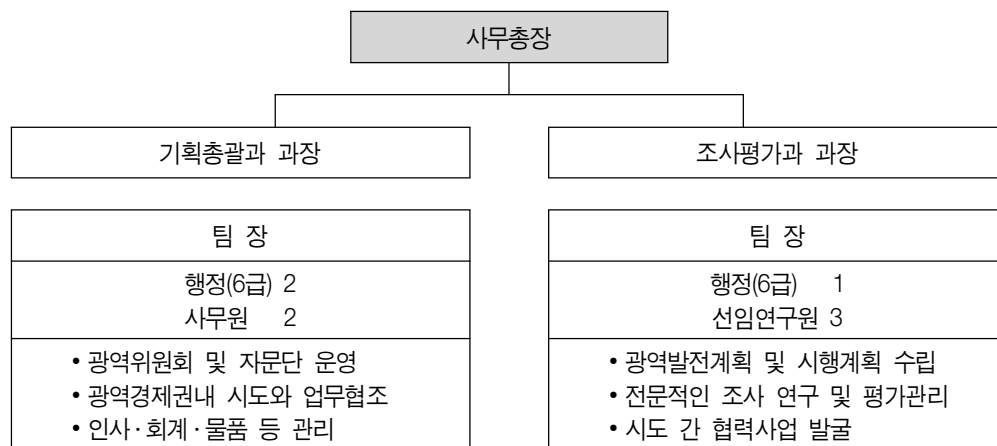 사무총장
기획총괄과 과장
조사평가과 과장
팀 장
행정(6급) 2
사무원 2
• 광역위원회 및 자문단 운영
• 광역경제권내 시도와 업무협조
• 인사·회계·물품 등 관리
팀 장
행정(6급) 1
선임연구원 3
• 광역발전계획 및 시행계획 수립
• 전문적인 조사 연구 및 평가관리
• 시도 간 협력사업 발굴